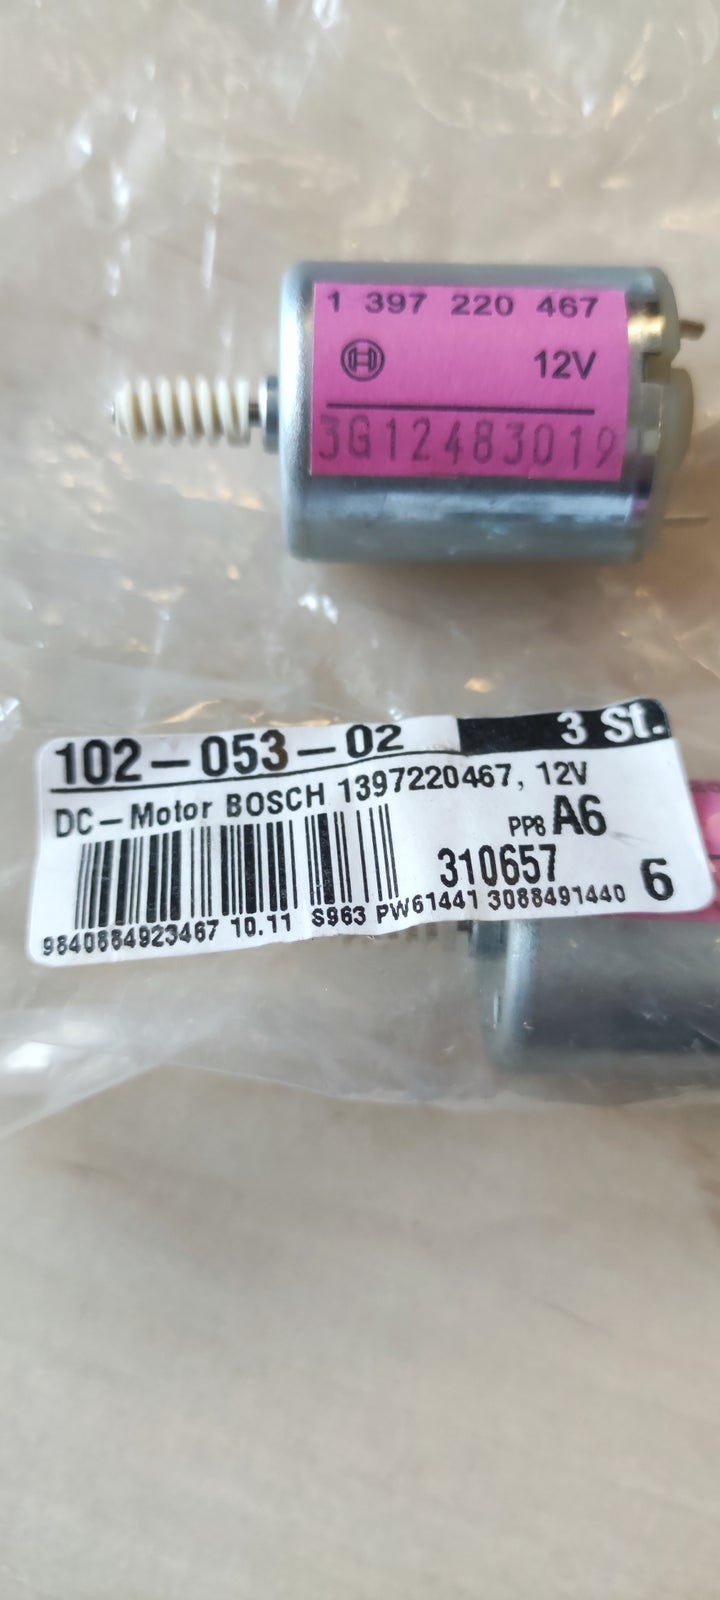 1 397 220 467
12V
3G12483019
102-053-02 3 St.
DC-Motor BOSCH 1397220467, 12V
PP8 A6
310657 6
9840884923467 10.11 S963 PW61441 3088491440